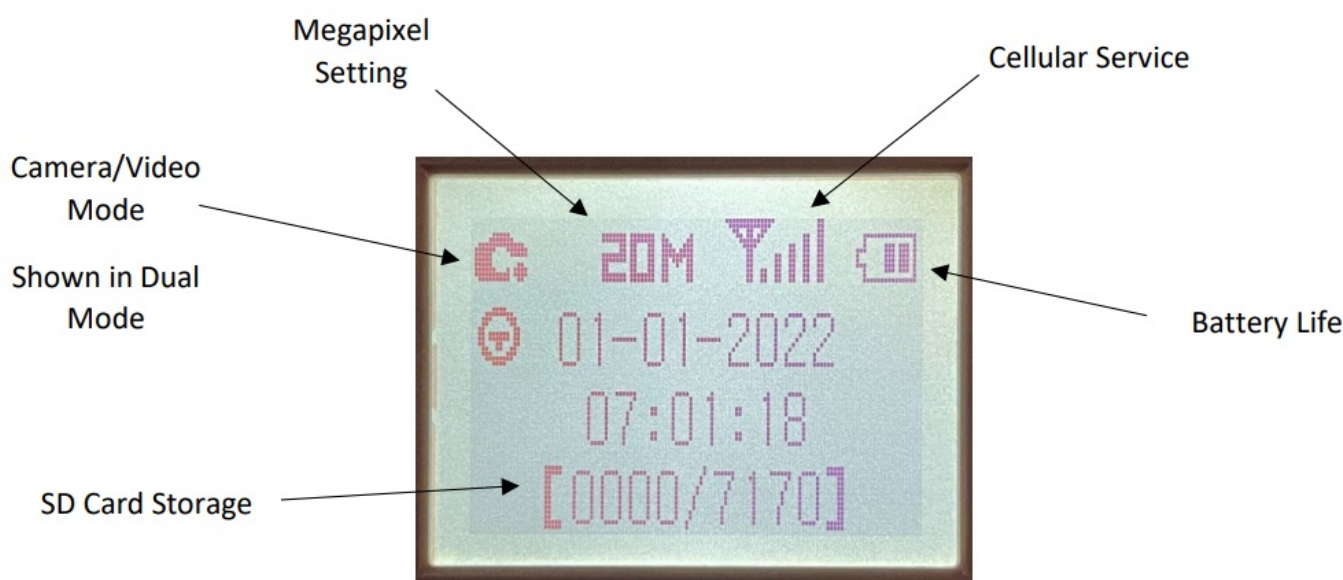 Megapixel
Setting
Cellular Service
Camera/Video
Mode
Shown in Dual
Mode
20M
01-01-2022
Battery Life
07:01:18
[0000/7170]
SD Card Storage